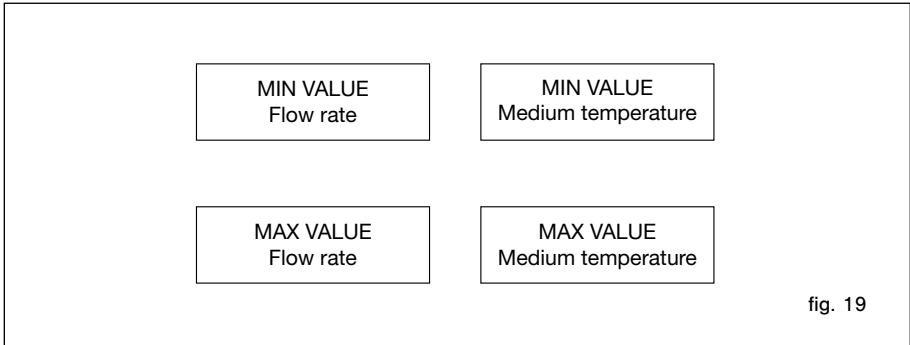 MIN VALUE
Flow rate
MIN VALUE
Medium temperature
MAX VALUE
Flow rate
MAX VALUE
Medium temperature
fig. 19